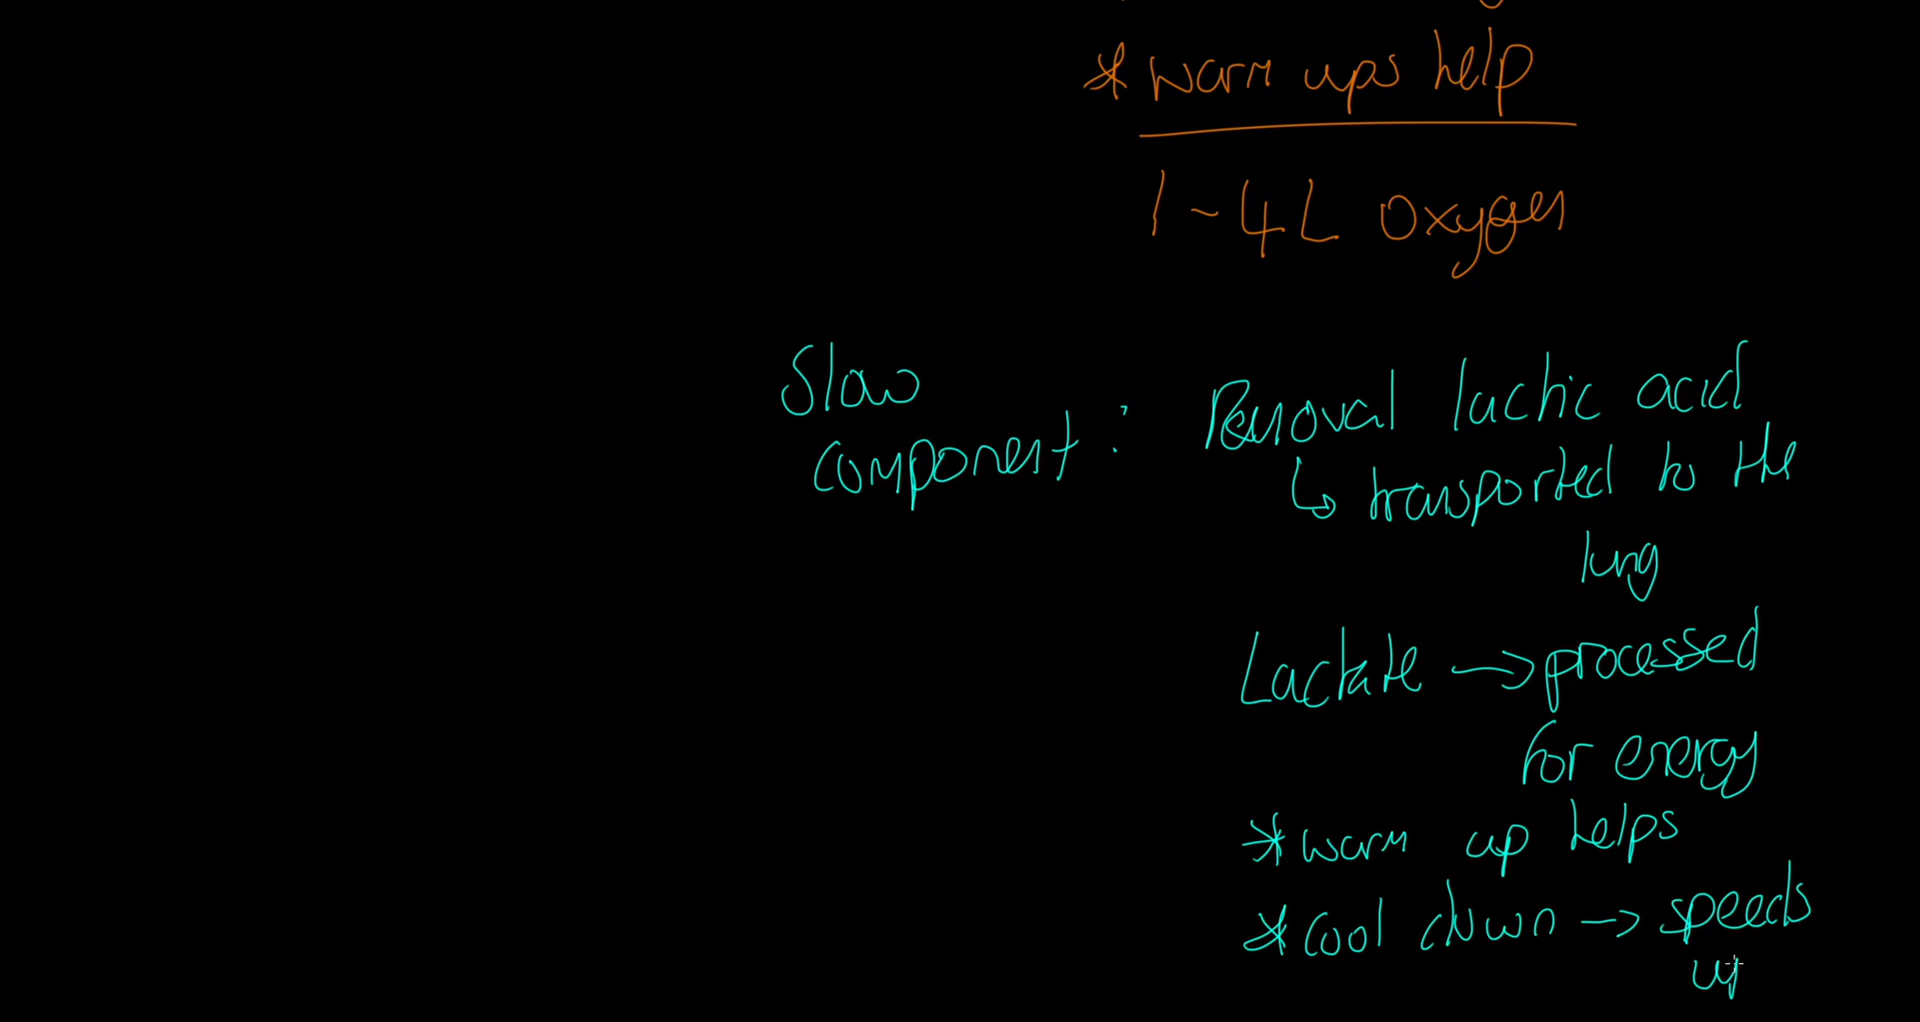 * warm ups help
1-4L oxygen
Slow
component: Removal lactic acid
↳ transported to the
lung
Lactate → processed
for energy
* warm up helps
* cool down → speeds
up